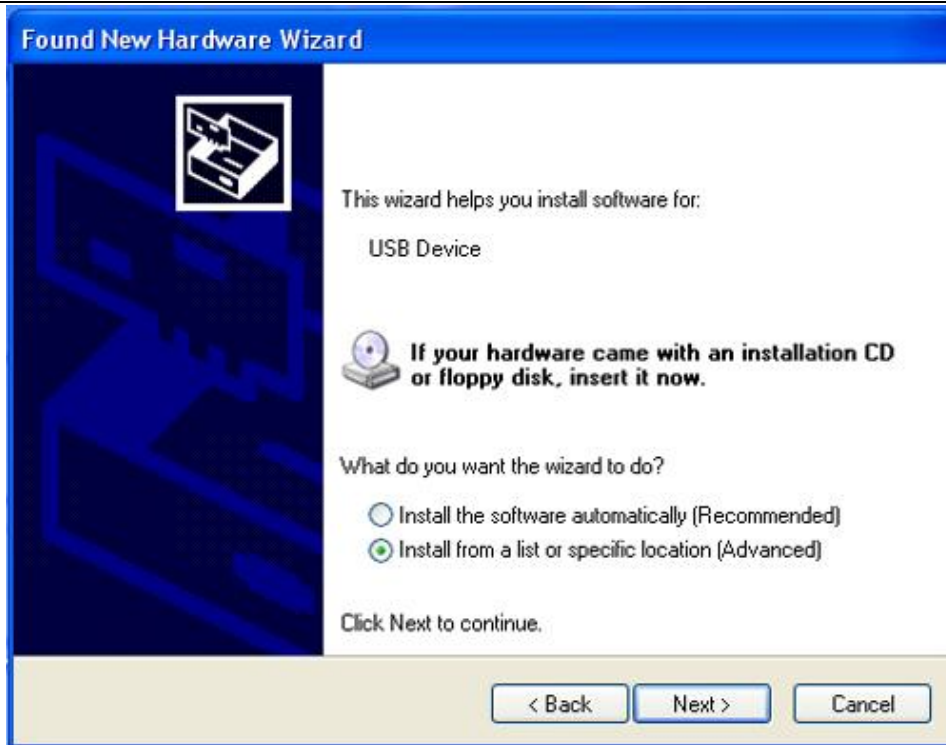 Found New Hardware Wizard
This wizard helps you install software for:
USB Device
If your hardware came with an installation CD
or floppy disk, insert it now.
What do you want the wizard to do?
Install the software automatically (Recommended)
Install from a list or specific location (Advanced)
Click Next to continue.
< Back Next > Cancel